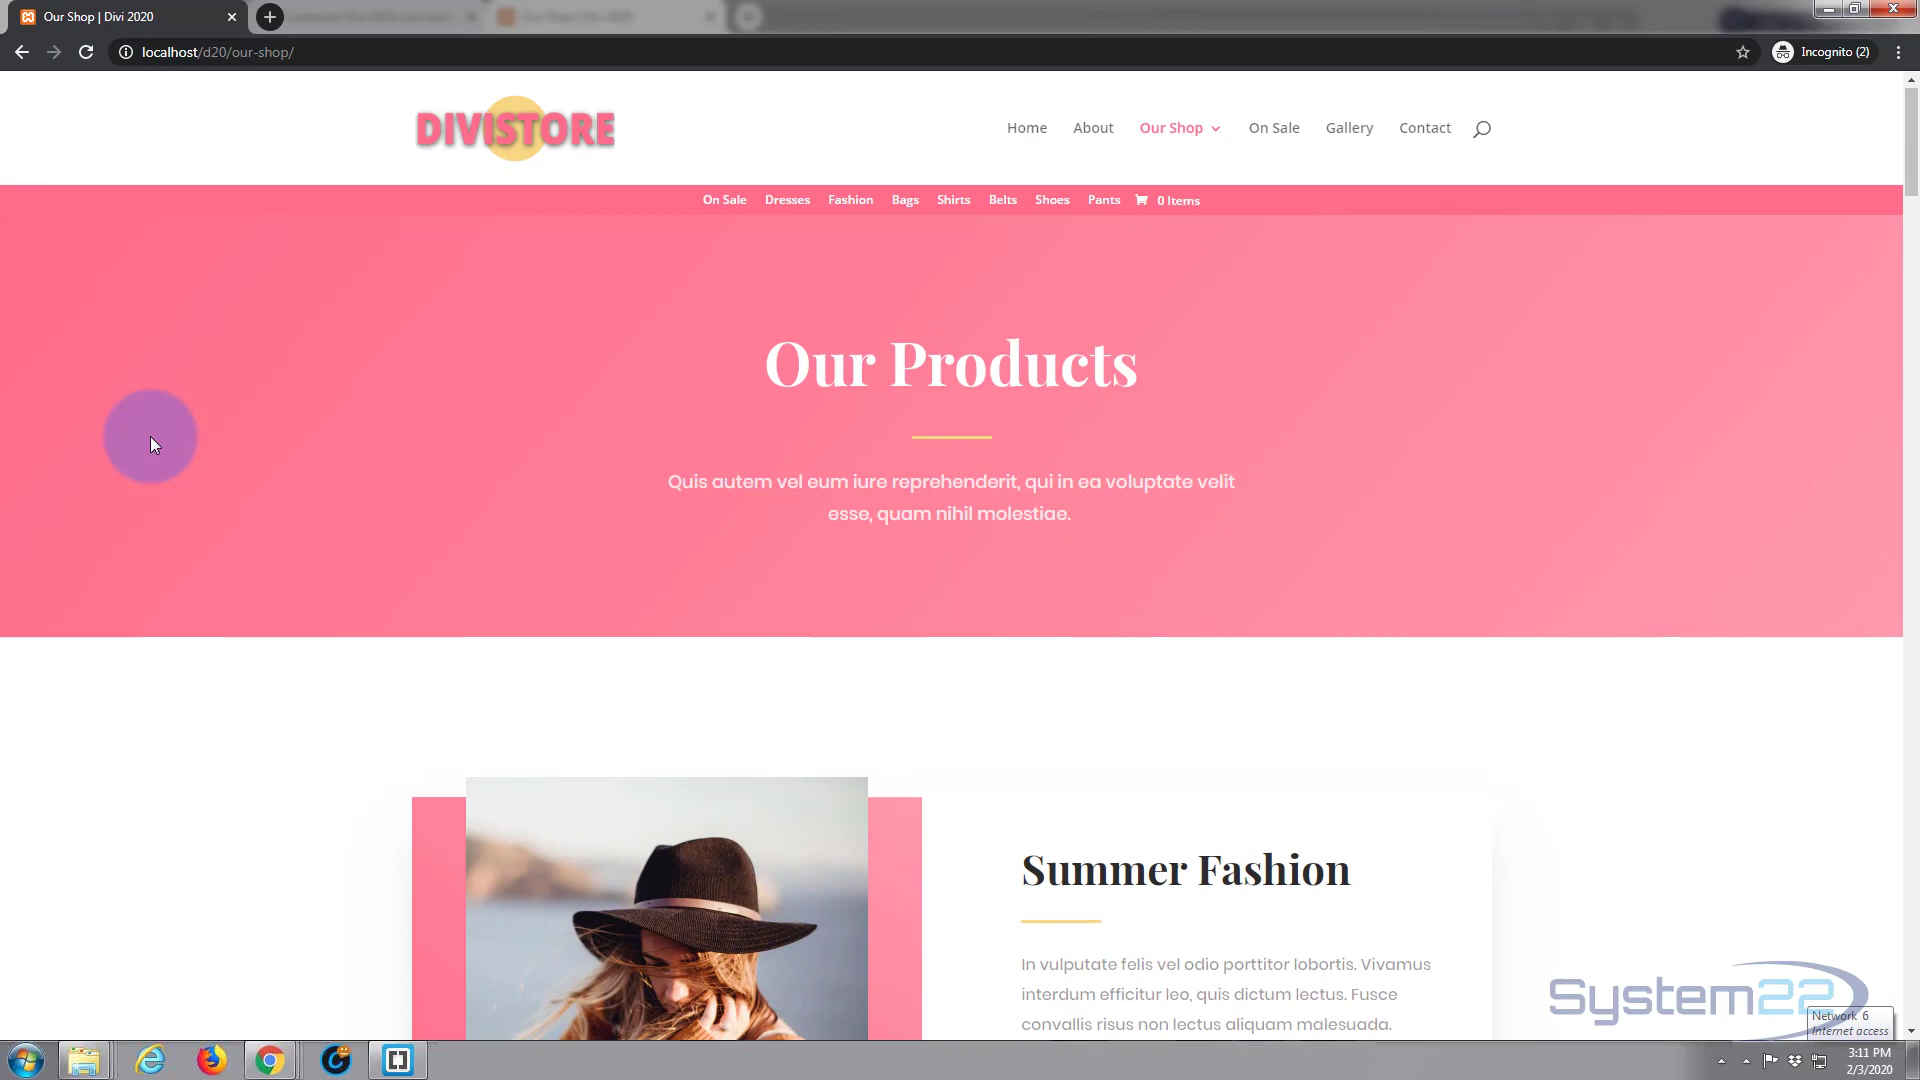 Our Shop | Divi 2020
localhost/d20/our-shop/
Incognito (2)
DIVISTORE
Home About Our Shop On Sale Gallery Contact
On Sale Dresses Fashion Bags Shirts Belts Shoes Pants 0 Items
Our Products
Quis autem vel eum iure reprehenderit, qui in ea voluptate velit
esse, quam nihil molestiae.
Summer Fashion
In vulputate felis vel odio porttitor lobortis. Vivamus
interdum efficitur leo, quis dictum lectus. Fusce
convallis risus non lectus aliquam malesuada.
System22
Network 6
Internet access
3:11 PM
2/3/2020